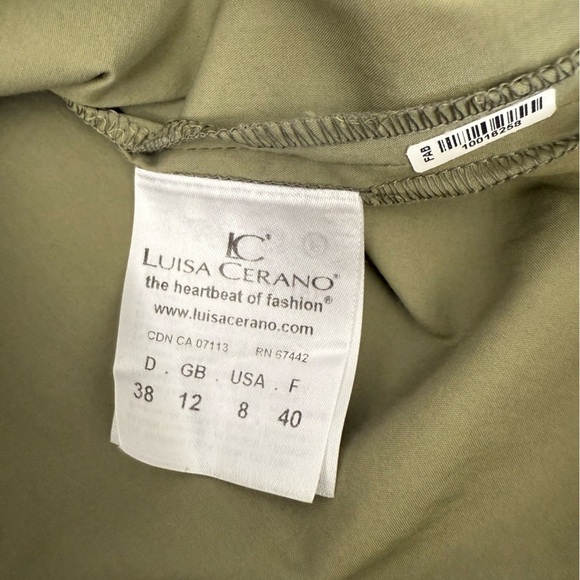 FAB
10016258
LC®
LUISA CERANO®
the heartbeat of fashion®
www.luisacerano.com
CDN CA 07113 RN 67442
D . GB . USA . F
38 12 8 40